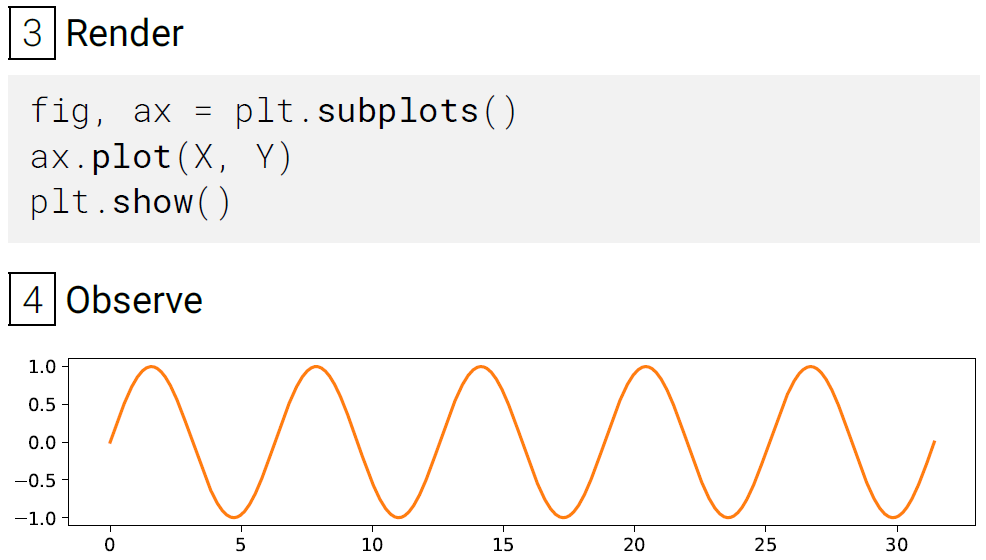 3 Render
fig, ax = plt.subplots()
ax.plot(X, Y)
plt.show()
4 Observe
1.0
0.5
0.0
−0.5
−1.0
0 5 10 15 20 25 30